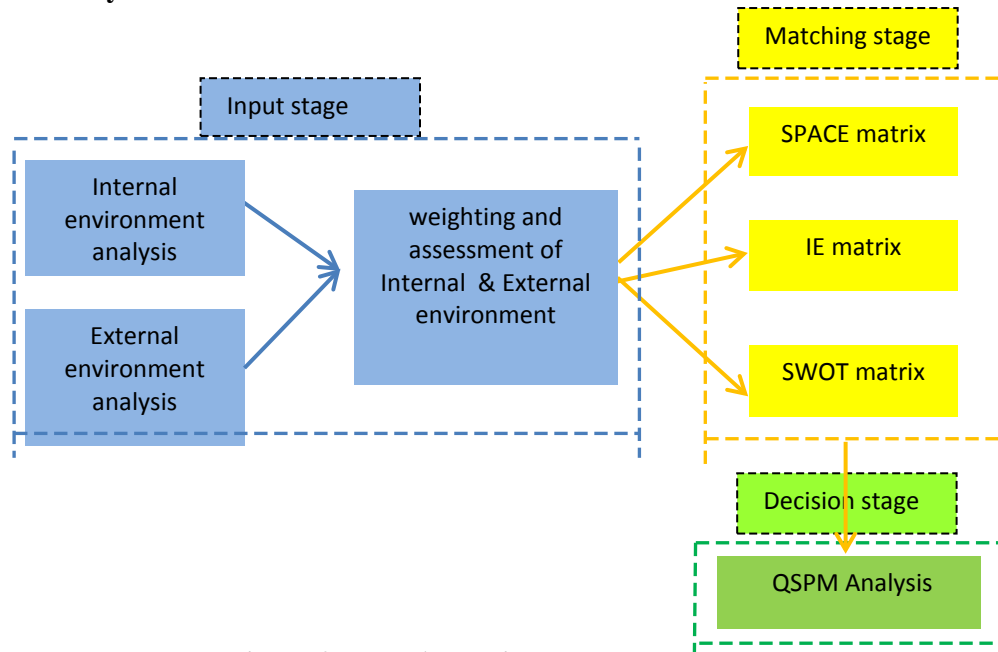 Input stage
Internal
environment
analysis
External
environment
analysis
weighting and
assessment of
Internal & External
environment
Matching stage
SPACE matrix
IE matrix
SWOT matrix
Decision stage
QSPM Analysis